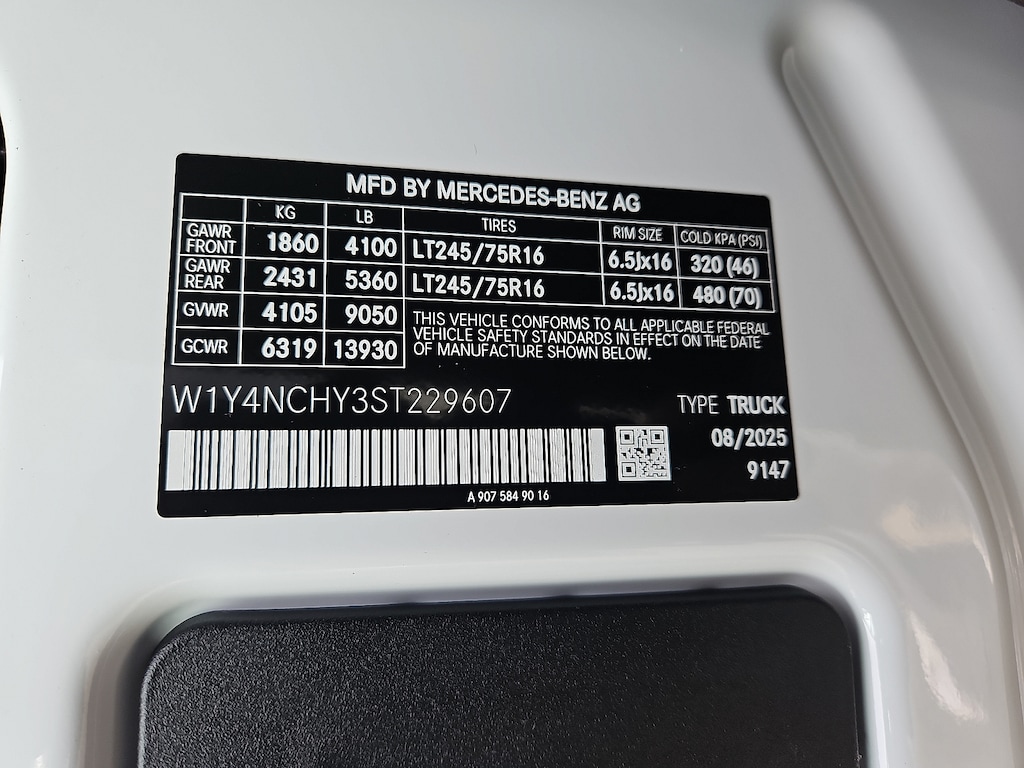 MFD BY MERCEDES-BENZ AG
KG LB TIRES RIM SIZE COLD KPA (PSI)
GAWR FRONT 1860 4100 LT245/75R16 6.5Jx16 320 (46)
GAWR REAR 2431 5360 LT245/75R16 6.5Jx16 480 (70)
GVWR 4105 9050
GCWR 6319 13930
THIS VEHICLE CONFORMS TO ALL APPLICABLE FEDERAL
VEHICLE SAFETY STANDARDS IN EFFECT ON THE DATE
OF MANUFACTURE SHOWN BELOW.
W1Y4NCHY3ST229607
TYPE TRUCK
08/2025
9147
A 907 584 90 16